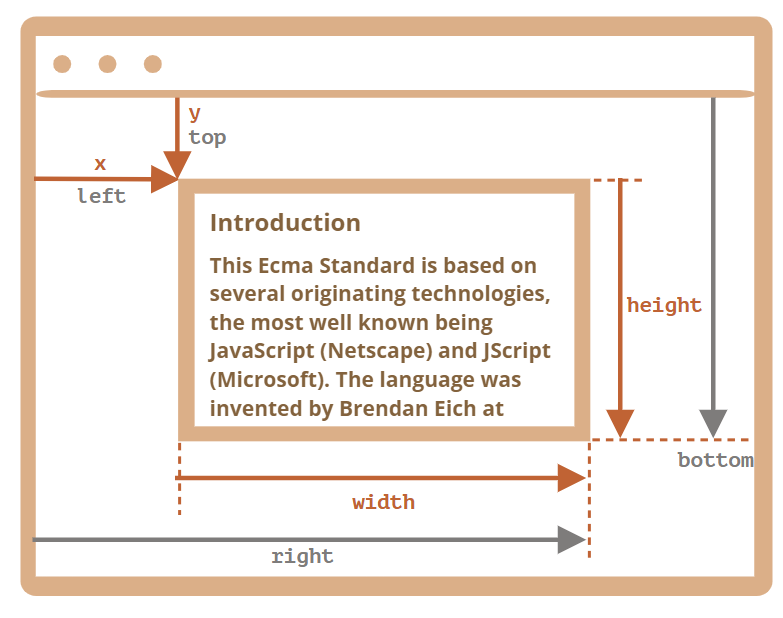 y
top
x
left
Introduction
This Ecma Standard is based on
several originating technologies,
the most well known being
JavaScript (Netscape) and JScript
(Microsoft). The language was
invented by Brendan Eich at
height
bottom
width
right